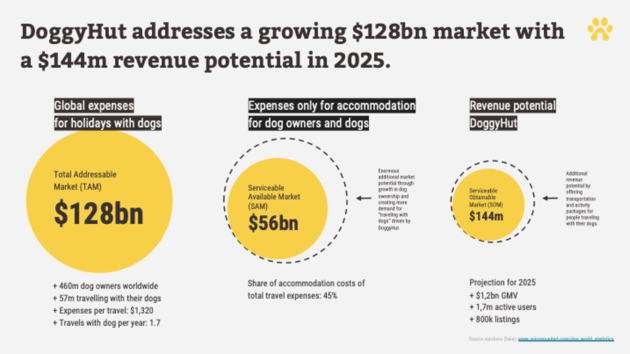 DoggyHut addresses a growing $128bn market with
a $144m revenue potential in 2025.
Global expenses
for holidays with dogs
Total Addressable
Market (TAM)
$128bn
+ 460m dog owners worldwide
+ 57m travelling with their dogs
+ Expenses per travel: $1,320
+ Travels with dog per year: 1.7
Expenses only for accommodation
for dog owners and dogs
Serviceable
Available Market
(SAM)
$56bn
Enormous
additional market
potential through
growth in dog
ownership and
creating more
demand for
"traveling with
dogs" driven by
DoggyHut
Share of accommodation costs of
total travel expenses: 45%
Revenue potential
DoggyHut
Serviceable
Obtainable
Market (SOM)
$144m
Additional
revenue
potential by
offering
transportation
and activity
packages for
people traveling
with their dogs.
Projection for 2025
+ $1,2bn GMV
+ 1,7m active users
+ 800k listings
Source numbers (fake):